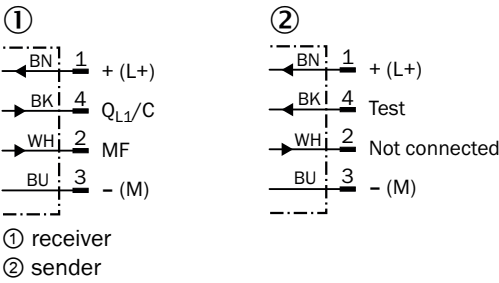 ① ②
BN 1 + (L+) BN 1 + (L+)
BK 4 QL1/C BK 4 Test
WH 2 MF WH 2 Not connected
BU 3 − (M) BU 3 − (M)
① receiver
② sender